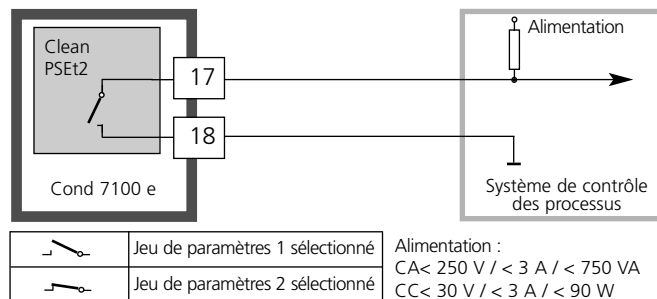 Clean
PSEt2
17
18
Cond 7100 e
Alimentation
Système de contrôle
des processus
Jeu de paramètres 1 sélectionné
Jeu de paramètres 2 sélectionné
Alimentation :
CA< 250 V / < 3 A / < 750 VA
CC< 30 V / < 3 A / < 90 W